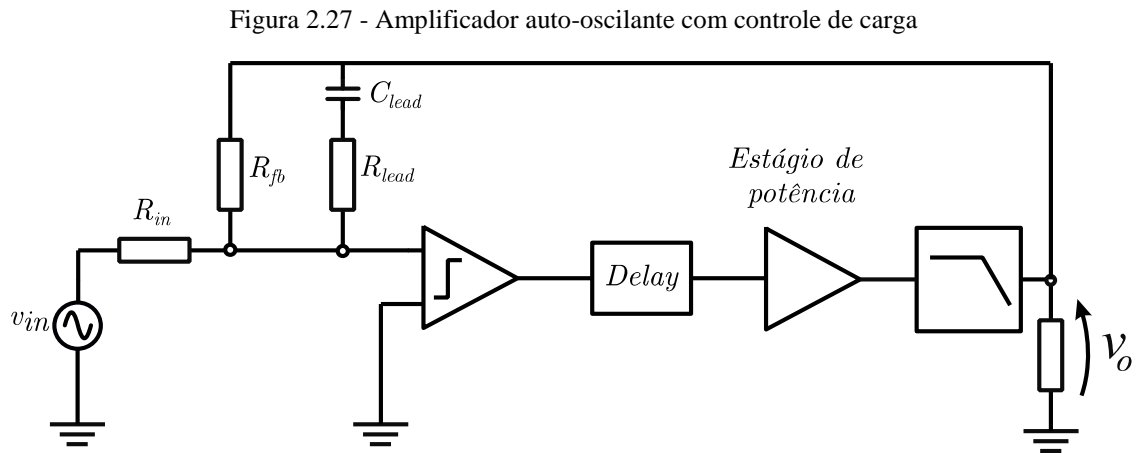 Figura 2.27 - Amplificador auto-oscilante com controle de carga
C_lead
R_fb
R_lead
Estágio de
potência
R_in
Delay
v_in
v_o